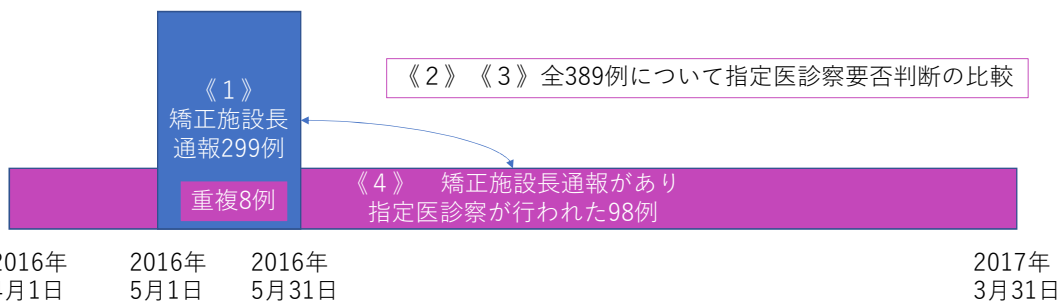 《１》
矯正施設長
通報299例
重複8例
《２》《３》全389例について指定医診察要否判断の比較
《４》　矯正施設長通報があり
指定医診察が行われた98例
2016年
4月1日
2016年
5月1日
2016年
5月31日
2017年
3月31日